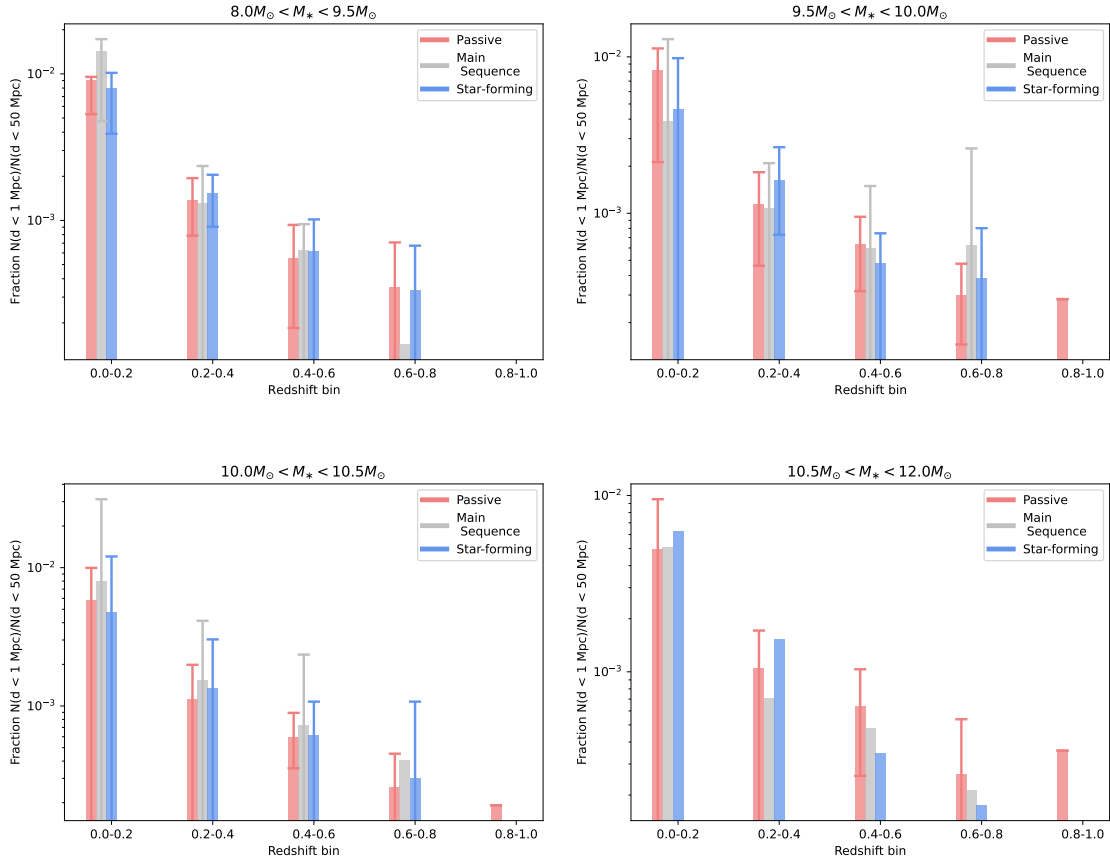 8.0M⊙ < M∗ < 9.5M⊙
Fraction N(d < 1 Mpc)/N(d < 50 Mpc)
10⁻²
10⁻³
Passive
Main
Sequence
Star-forming
0.0-0.2
0.2-0.4
0.4-0.6
0.6-0.8
0.8-1.0
Redshift bin
9.5M⊙ < M∗ < 10.0M⊙
Fraction N(d < 1 Mpc)/N(d < 50 Mpc)
10⁻²
10⁻³
Passive
Main
Sequence
Star-forming
0.0-0.2
0.2-0.4
0.4-0.6
0.6-0.8
0.8-1.0
Redshift bin
10.0M⊙ < M∗ < 10.5M⊙
Fraction N(d < 1 Mpc)/N(d < 50 Mpc)
10⁻²
10⁻³
Passive
Main
Sequence
Star-forming
0.0-0.2
0.2-0.4
0.4-0.6
0.6-0.8
0.8-1.0
Redshift bin
10.5M⊙ < M∗ < 12.0M⊙
Fraction N(d < 1 Mpc)/N(d < 50 Mpc)
10⁻²
10⁻³
Passive
Main
Sequence
Star-forming
0.0-0.2
0.2-0.4
0.4-0.6
0.6-0.8
0.8-1.0
Redshift bin